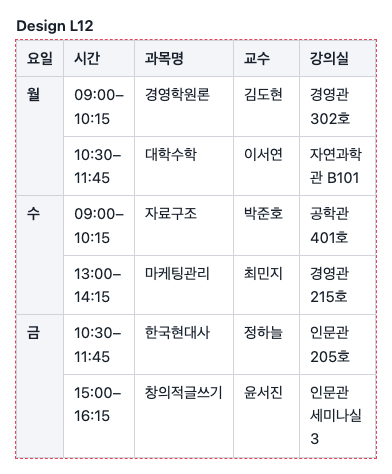 Design L12
요일 시간 과목명 교수 강의실
월 09:00– 경영학원론 김도현 경영관
10:15 302호
10:30– 대학수학 이서연 자연과학
11:45 관 B101
수 09:00– 자료구조 박준호 공학관
10:15 401호
13:00– 마케팅관리 최민지 경영관
14:15 215호
금 10:30– 한국현대사 정하늘 인문관
11:45 205호
15:00– 창의적글쓰기 윤서진 인문관
16:15 세미나실
3